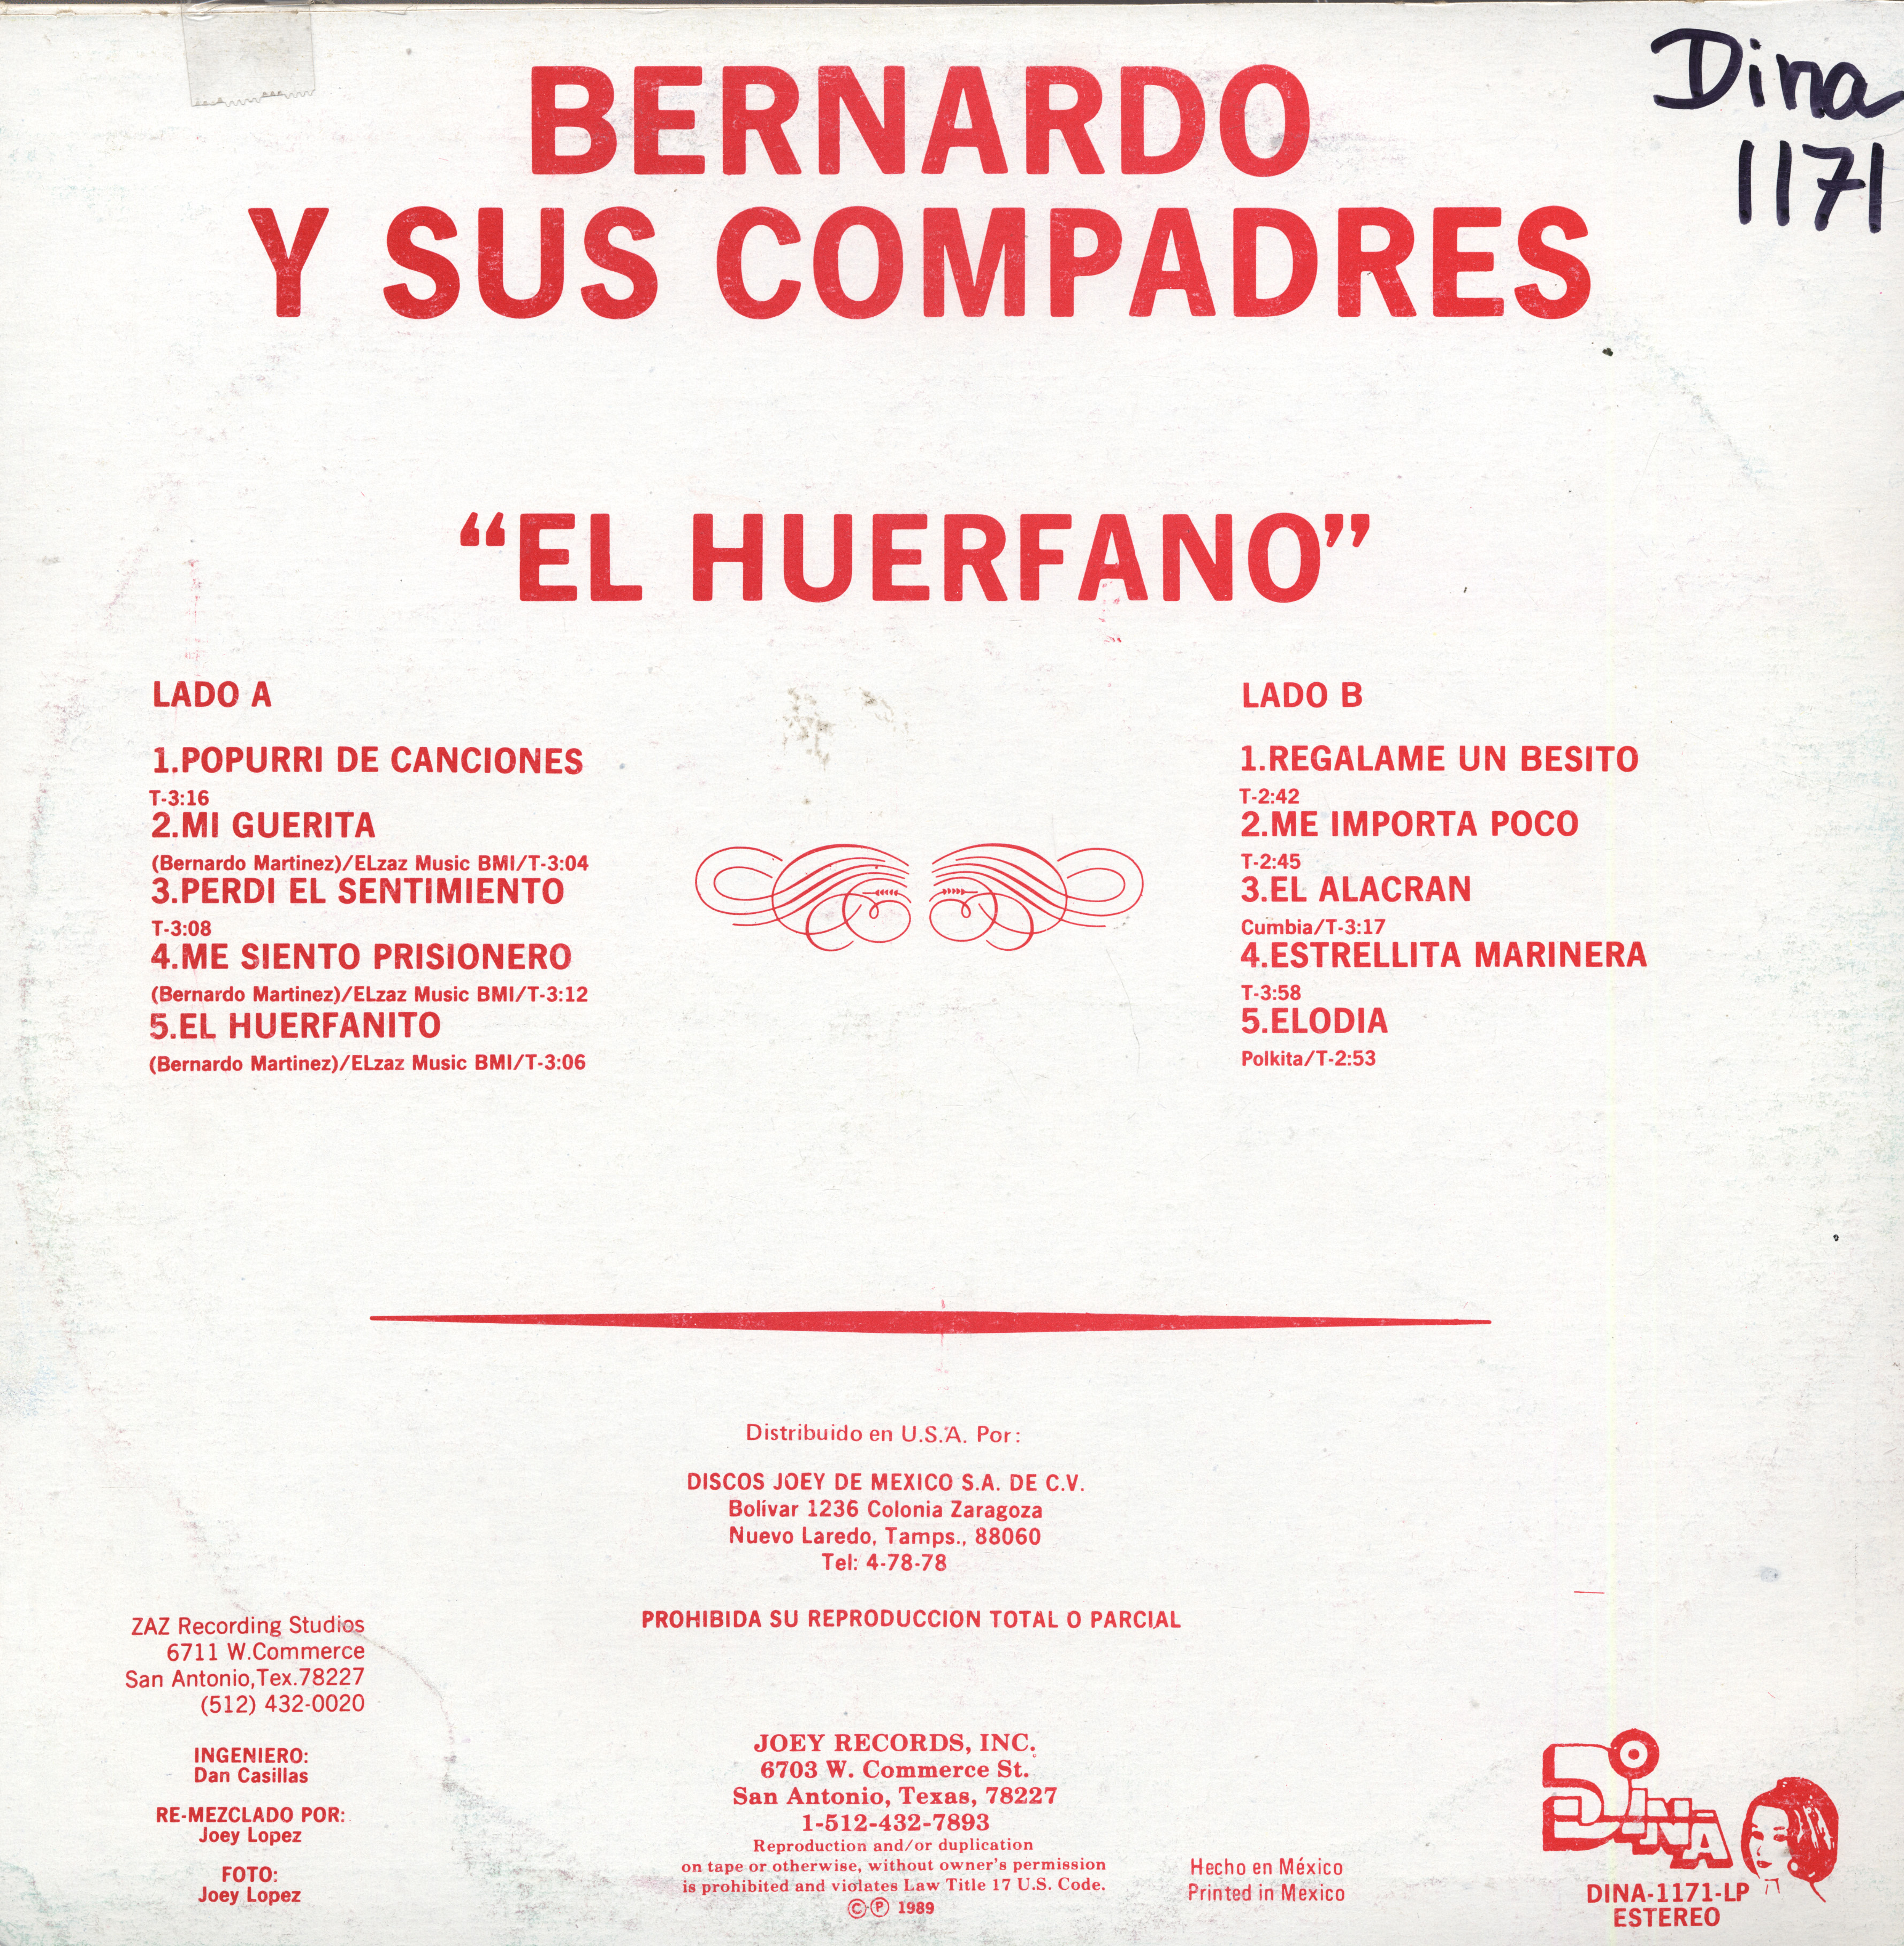 Dina
1171
BERNARDO
Y SUS COMPADRES
“EL HUERFANO”
LADO A
1.POPURRI DE CANCIONES
T-3:16
2.MI GUERITA
(Bernardo Martinez)/ELzaz Music BMI/T-3:04
3.PERDI EL SENTIMIENTO
T-3:08
4.ME SIENTO PRISIONERO
(Bernardo Martinez)/ELzaz Music BMI/T-3:12
5.EL HUERFANITO
(Bernardo Martinez)/ELzaz Music BMI/T-3:06
LADO B
1.REGALAME UN BESITO
T-2:42
2.ME IMPORTA POCO
T-2:45
3.EL ALACRAN
Cumbia/T-3:17
4.ESTRELLITA MARINERA
T-3:58
5.ELODIA
Polkita/T-2:53
Distribuido en U.S.A. Por:
DISCOS JOEY DE MEXICO S.A. DE C.V.
Bolívar 1236 Colonia Zaragoza
Nuevo Laredo, Tamps., 88060
Tel: 4-78-78
PROHIBIDA SU REPRODUCCION TOTAL O PARCIAL
ZAZ Recording Studios
6711 W.Commerce
San Antonio,Tex.78227
(512) 432-0020
INGENIERO:
Dan Casillas
RE-MEZCLADO POR:
Joey Lopez
FOTO:
Joey Lopez
JOEY RECORDS, INC.
6703 W. Commerce St.
San Antonio, Texas, 78227
1-512-432-7893
Reproduction and/or duplication
on tape or otherwise, without owner's permission
is prohibited and violates Law Title 17 U.S. Code.
©℗ 1989
Hecho en México
Printed in Mexico
DINA
DINA-1171-LP
ESTEREO